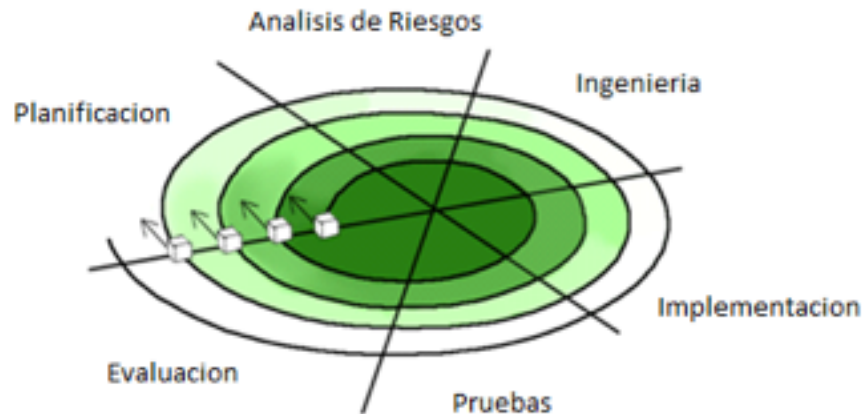 Analisis de Riesgos
Ingenieria
Planificacion
Implementacion
Evaluacion
Pruebas